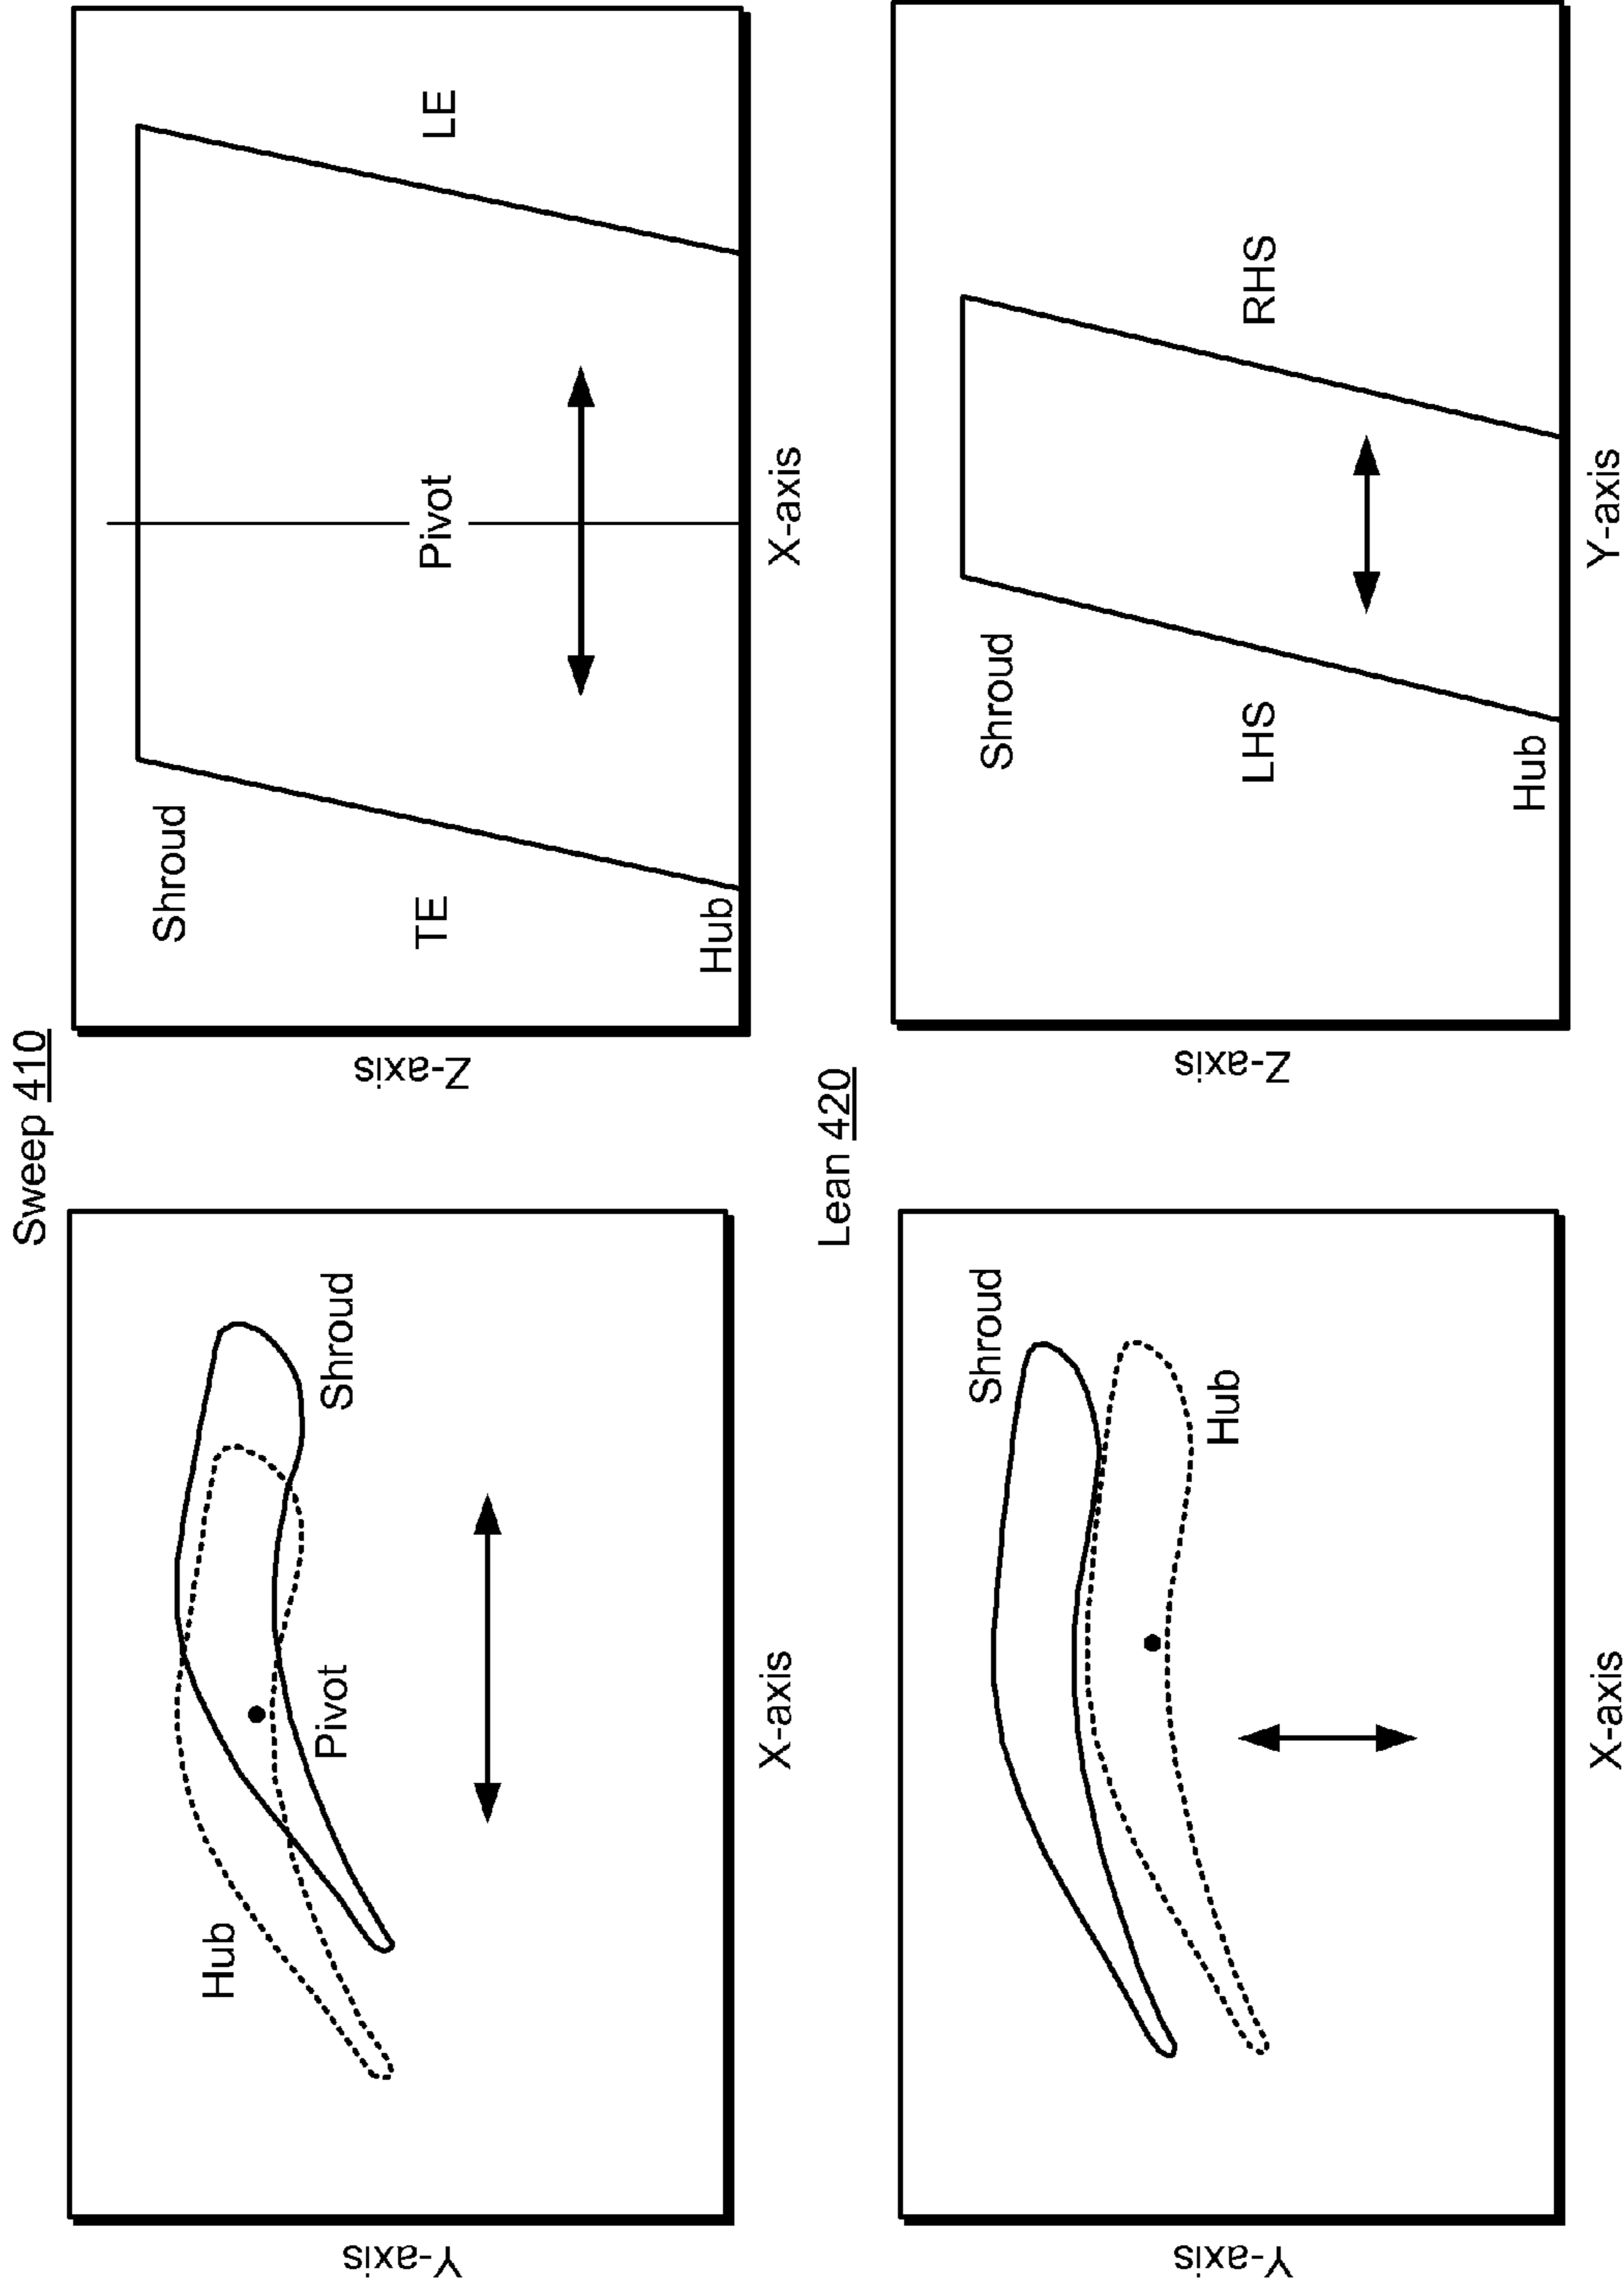 Sweep 410
Y-axis
Hub
Pivot
Shroud
X-axis
Z-axis
Shroud
TE
Hub
Pivot
LE
X-axis
Lean 420
Y-axis
Shroud
Hub
X-axis
Z-axis
Shroud
LHS
Hub
RHS
Y-axis